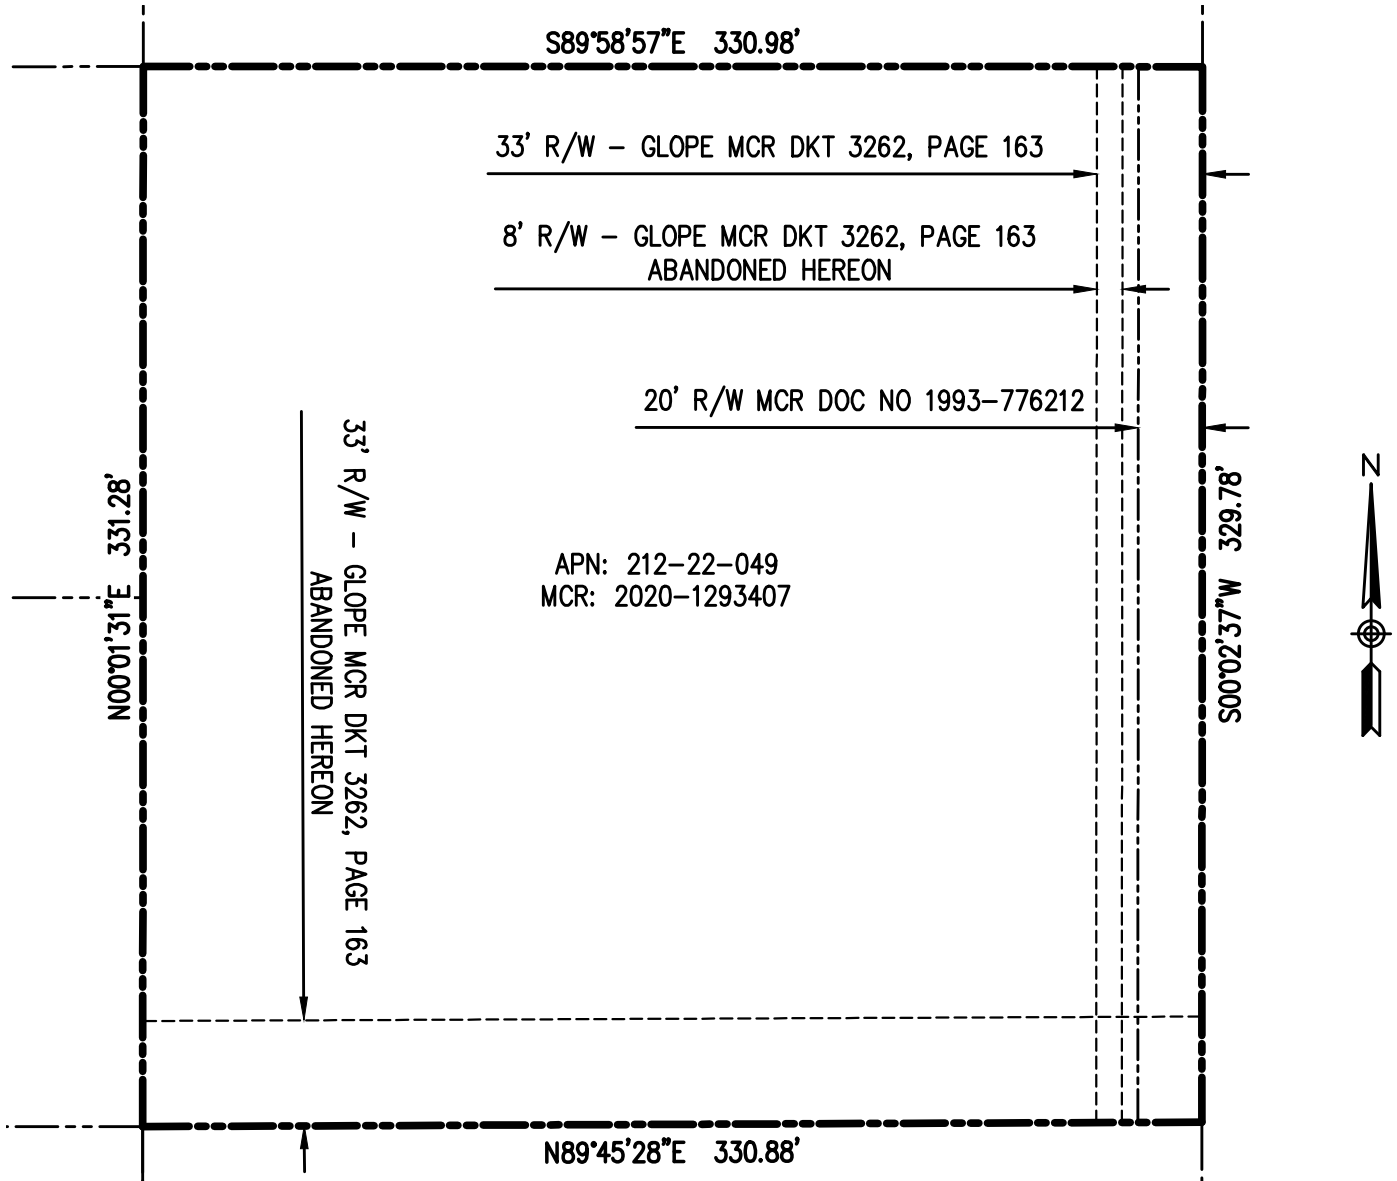 S89°58'57"E 330.98'
33' R/W - GLOPE MCR DKT 3262, PAGE 163
8' R/W - GLOPE MCR DKT 3262, PAGE 163
ABANDONED HEREON
20' R/W MCR DOC NO 1993-776212
33' R/W - GLOPE MCR DKT 3262, PAGE 163
ABANDONED HEREON
N00°01'31"E 331.28'
APN: 212-22-049
MCR: 2020-1293407
S00°02'37"W 329.78'
N
N89°45'28"E 330.88'